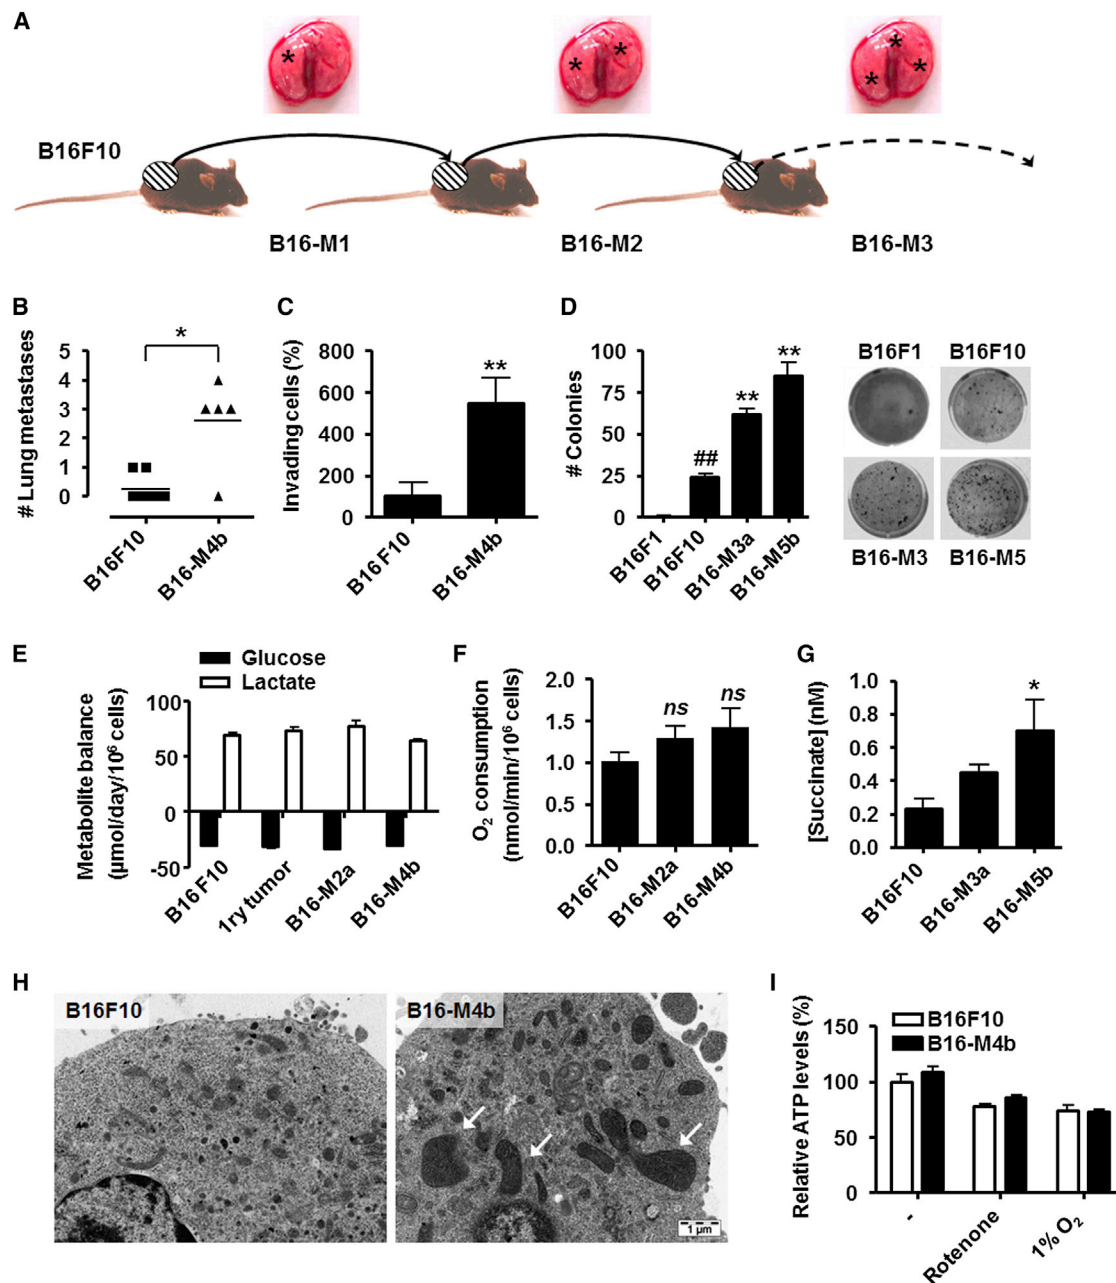 A
*
* *
* * *
B16F10
B16-M1
B16-M2
B16-M3
B
# Lung metastases
5
4
3
2
1
0
*
B16F10
B16-M4b
C
Invading cells (%)
800
600
400
200
0
**
B16F10
B16-M4b
D
# Colonies
100
75
50
25
0
##
**
**
B16F1
B16F10
B16-M3a
B16-M5b
B16F1
B16F10
B16-M3
B16-M5
E
Glucose
Lactate
Metabolite balance
(µmol/day/10⁶ cells)
100
50
0
-50
B16F10
1ry tumor
B16-M2a
B16-M4b
F
O₂ consumption
(nmol/min/10⁶ cells)
2.0
1.5
1.0
0.5
0.0
ns
ns
B16F10
B16-M2a
B16-M4b
G
[Succinate] (nM)
1.0
0.8
0.6
0.4
0.2
0.0
*
B16F10
B16-M3a
B16-M5b
H
B16F10
B16-M4b
1 µm
I
Relative ATP levels (%)
150
100
50
0
B16F10
B16-M4b
-
Rotenone
1% O₂